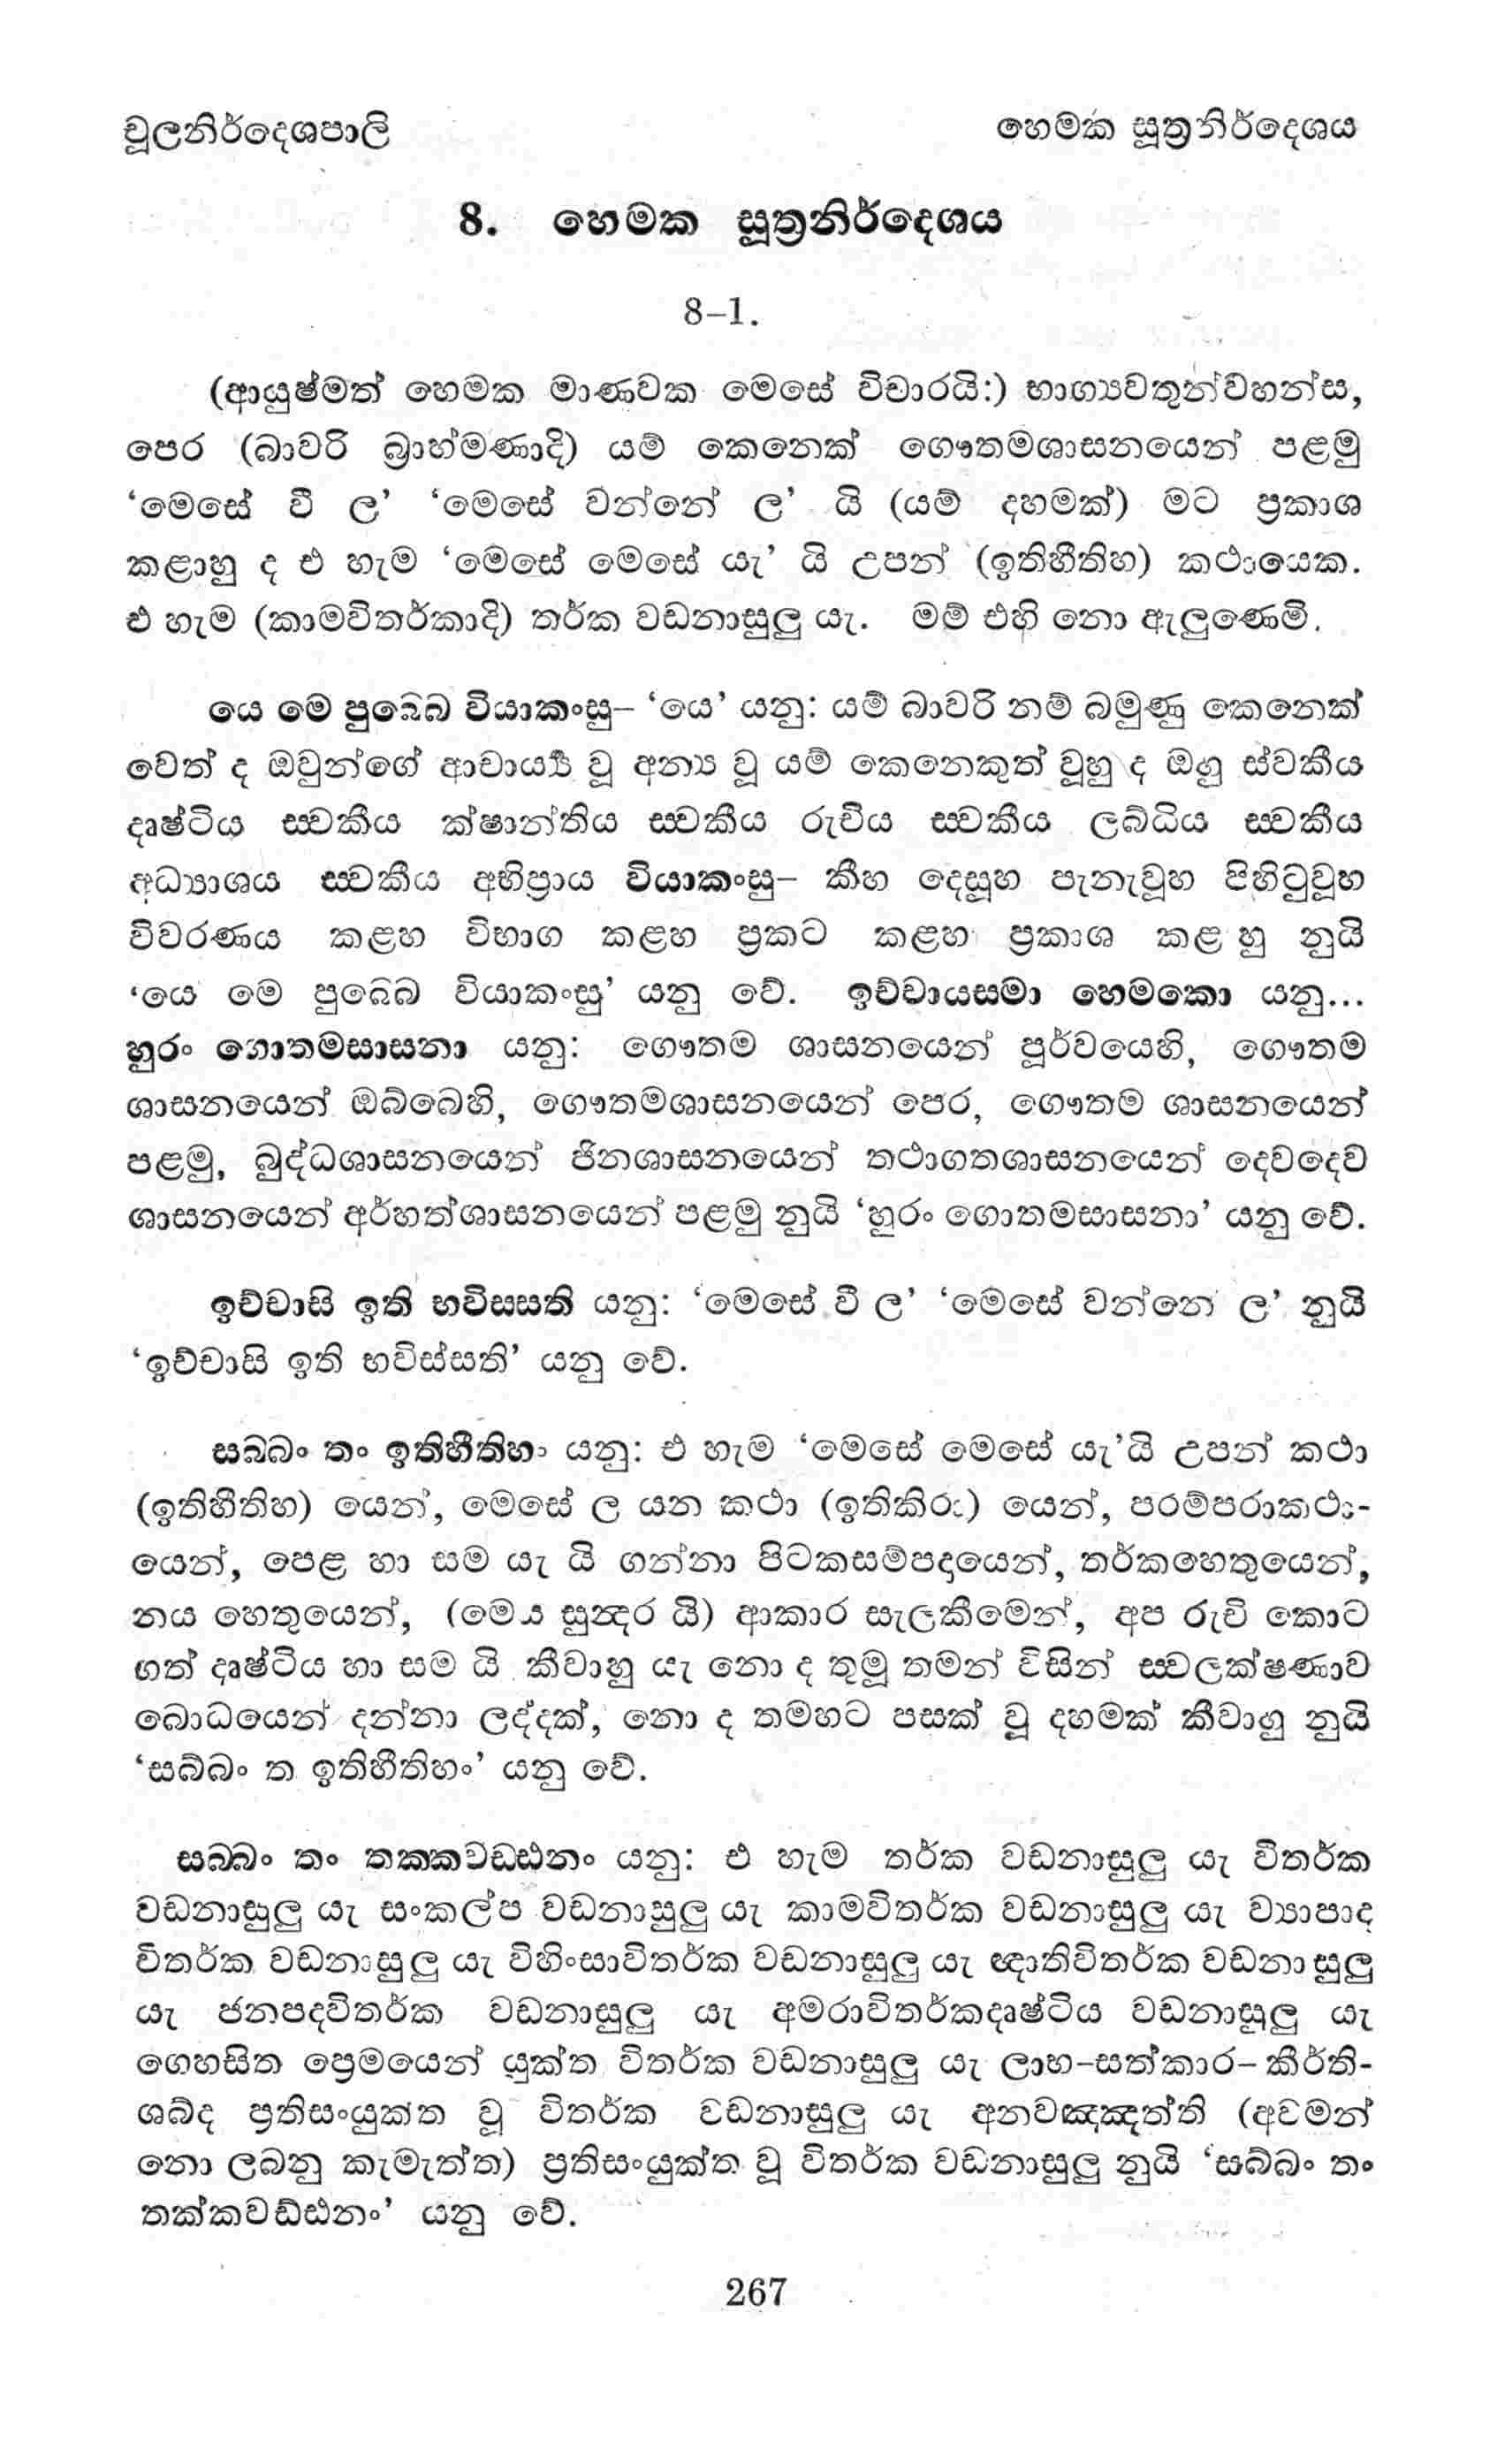 චූලනිර්දෙශපාලි හෙමක සූත්‍රනිර්දෙශය
8. හෙමක සූත්‍රනිර්දෙශය
8–1.
(ආයුෂ්මත් හෙමක මාණවක මෙසේ විචාරයි:) භාග්‍යවතුන්වහන්ස,
පෙර (බාවරි බ්‍රාහ්මණාදි) යම් කෙනෙක් ගෞතමශාසනයෙන් පළමු
‘මෙසේ වී ල’ ‘මෙසේ වන්නේ ල’ යි (යම් දහමක්) මට ප්‍රකාශ
කළාහු ද එ හැම ‘මෙසේ මෙසේ යැ’ යි උපන් (ඉතිහීතිහ) කථායෙක.
එ හැම (කාමවිතර්කාදි) තර්ක වඩනාසුලු යැ. මම් එහි නො ඇලුණෙමි.
යෙ මෙ පුබ්බෙ වියාකංසු– ‘යෙ’ යනු: යම් බාවරි නම් බමුණු කෙනෙක්
වෙත් ද ඔවුන්ගේ ආචාර්‍ය්‍ය වූ අන්‍ය වූ යම් කෙනෙකුත් වූහු ද ඔහු ස්වකීය
දෘෂ්ටිය ස්‍වකීය ක්ෂාන්තිය ස්‍වකීය රුචිය ස්‍වකීය ලබ්ධිය ස්‍වකීය
අධ්‍යාශය ස්‍වකීය අභිප්‍රාය වියාකංසු– කීහ දෙසූහ පැනැවූහ පිහිටුවූහ
විවරණය කළහ විභාග කළහ ප්‍රකට කළහ ප්‍රකාශ කළ හු නුයි
‘යෙ මෙ පුබ්බෙ වියාකංසු’ යනු වේ. ඉච්චායස්මා හෙමකො යනු...
හුරං ගොතමසාසනා යනු: ගෞතම ශාසනයෙන් පූර්වයෙහි, ගෞතම
ශාසනයෙන් ඔබ්බෙහි, ගෞතමශාසනයෙන් පෙර, ගෞතම ශාසනයෙන්
පළමු, බුද්ධශාසනයෙන් ජිනශාසනයෙන් තථාගතශාසනයෙන් දෙවදෙව
ශාසනයෙන් අර්හත්ශාසනයෙන් පළමු නුයි ‘හුරං ගොතමසාසනා’ යනු වේ.
ඉච්චාසි ඉති භවිස්සති යනු: ‘මෙසේ වී ල’ ‘මෙසේ වන්නෙ ල’ නුයි
‘ඉච්චාසි ඉති භවිස්සති’ යනු වේ.
සබ්බං තං ඉතිහීතිහං යනු: එ හැම ‘මෙසේ මෙසේ යැ’යි උපන් කථා
(ඉතිහීතිහ) යෙන්, මෙසේ ල යන කථා (ඉතිකිරා) යෙන්, පරම්පරාකථා-
යෙන්, පෙළ හා සම යැ යි ගන්නා පිටකසම්පදායෙන්, තර්කහෙතුයෙන්,
නය හෙතුයෙන්, (මෙය සුන්‍දර යි) ආකාර සැලකීමෙන්, අප රුචි කොට
ගත් දෘෂ්ටිය හා සම යි කීවාහු යැ නො ද තුමූ තමන් විසින් ස්‍වලක්ෂණාව
බොධයෙන් දන්නා ලද්දක්, නො ද තමහට පසක් වූ දහමක් කීවාහු නුයි
‘සබ්බං ත ඉතිහීතිහං’ යනු වේ.
සබ්බං තං තක්කවඩ්ඪනං යනු: එ හැම තර්ක වඩනාසුලු යැ විතර්ක
වඩනාසුලු යැ සංකල්ප වඩනාසුලු යැ කාමවිතර්ක වඩනාසුලු යැ ව්‍යාපාද
විතර්ක වඩනාසුලු යැ විහිංසාවිතර්ක වඩනාසුලු යැ ඥාතිවිතර්ක වඩනාසුලු
යැ ජනපදවිතර්ක වඩනාසුලු යැ අමරාවිතර්කදෘෂ්ටිය වඩනාසුලු යැ
ගෙහසිත ප්‍රෙමයෙන් යුක්ත විතර්ක වඩනාසුලු යැ ලාභ–සත්කාර–කීර්ති-
ශබ්ද ප්‍රතිසංයුක්ත වූ විතර්ක වඩනාසුලු යැ අනවඤ්ඤත්ති (අවමන්
නො ලබනු කැමැත්ත) ප්‍රතිසංයුක්ත වූ විතර්ක වඩනාසුලු නුයි ‘සබ්බං තං
තක්කවඩ්ඪනං’ යනු වේ.
267